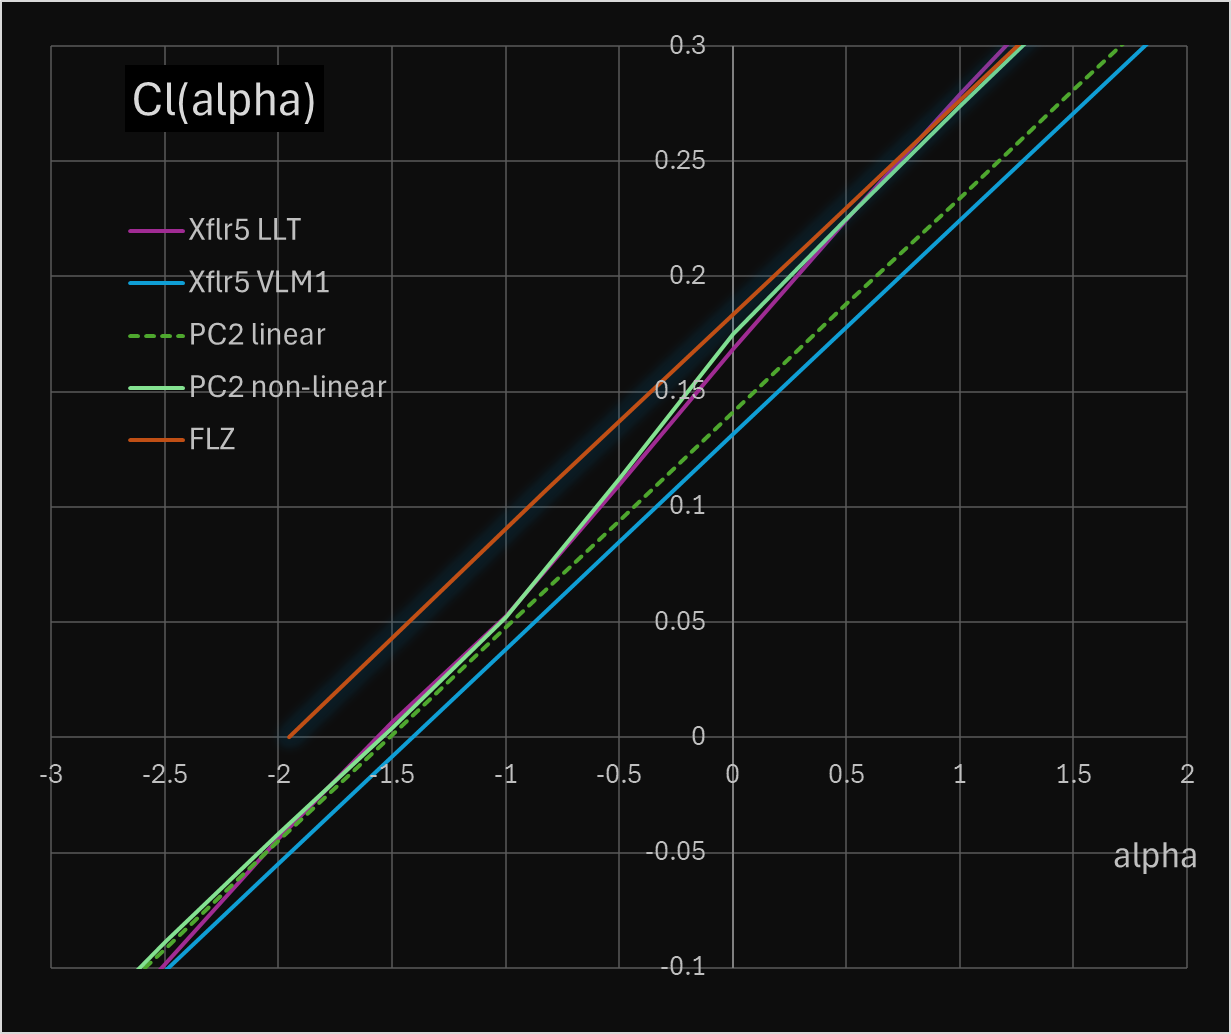 0.3
Cl(alpha)
0.25
Xflr5 LLT
0.2
Xflr5 VLM1
PC2 linear
0.15
PC2 non-linear
FLZ
0.1
0.05
0
-3 -2.5 -2 -1.5 -1 -0.5 0 0.5 1 1.5 2
-0.05
alpha
-0.1